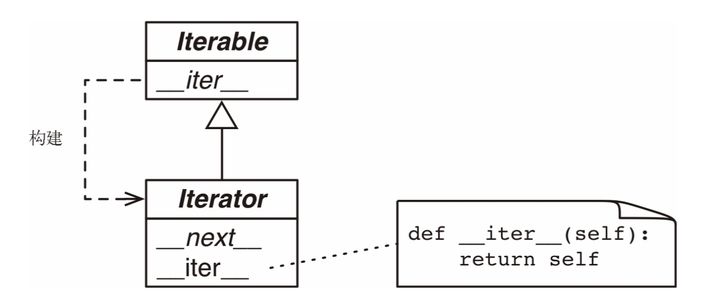 Iterable
__iter__
构建
Iterator
__next__
__iter__
def __iter__(self):
    return self